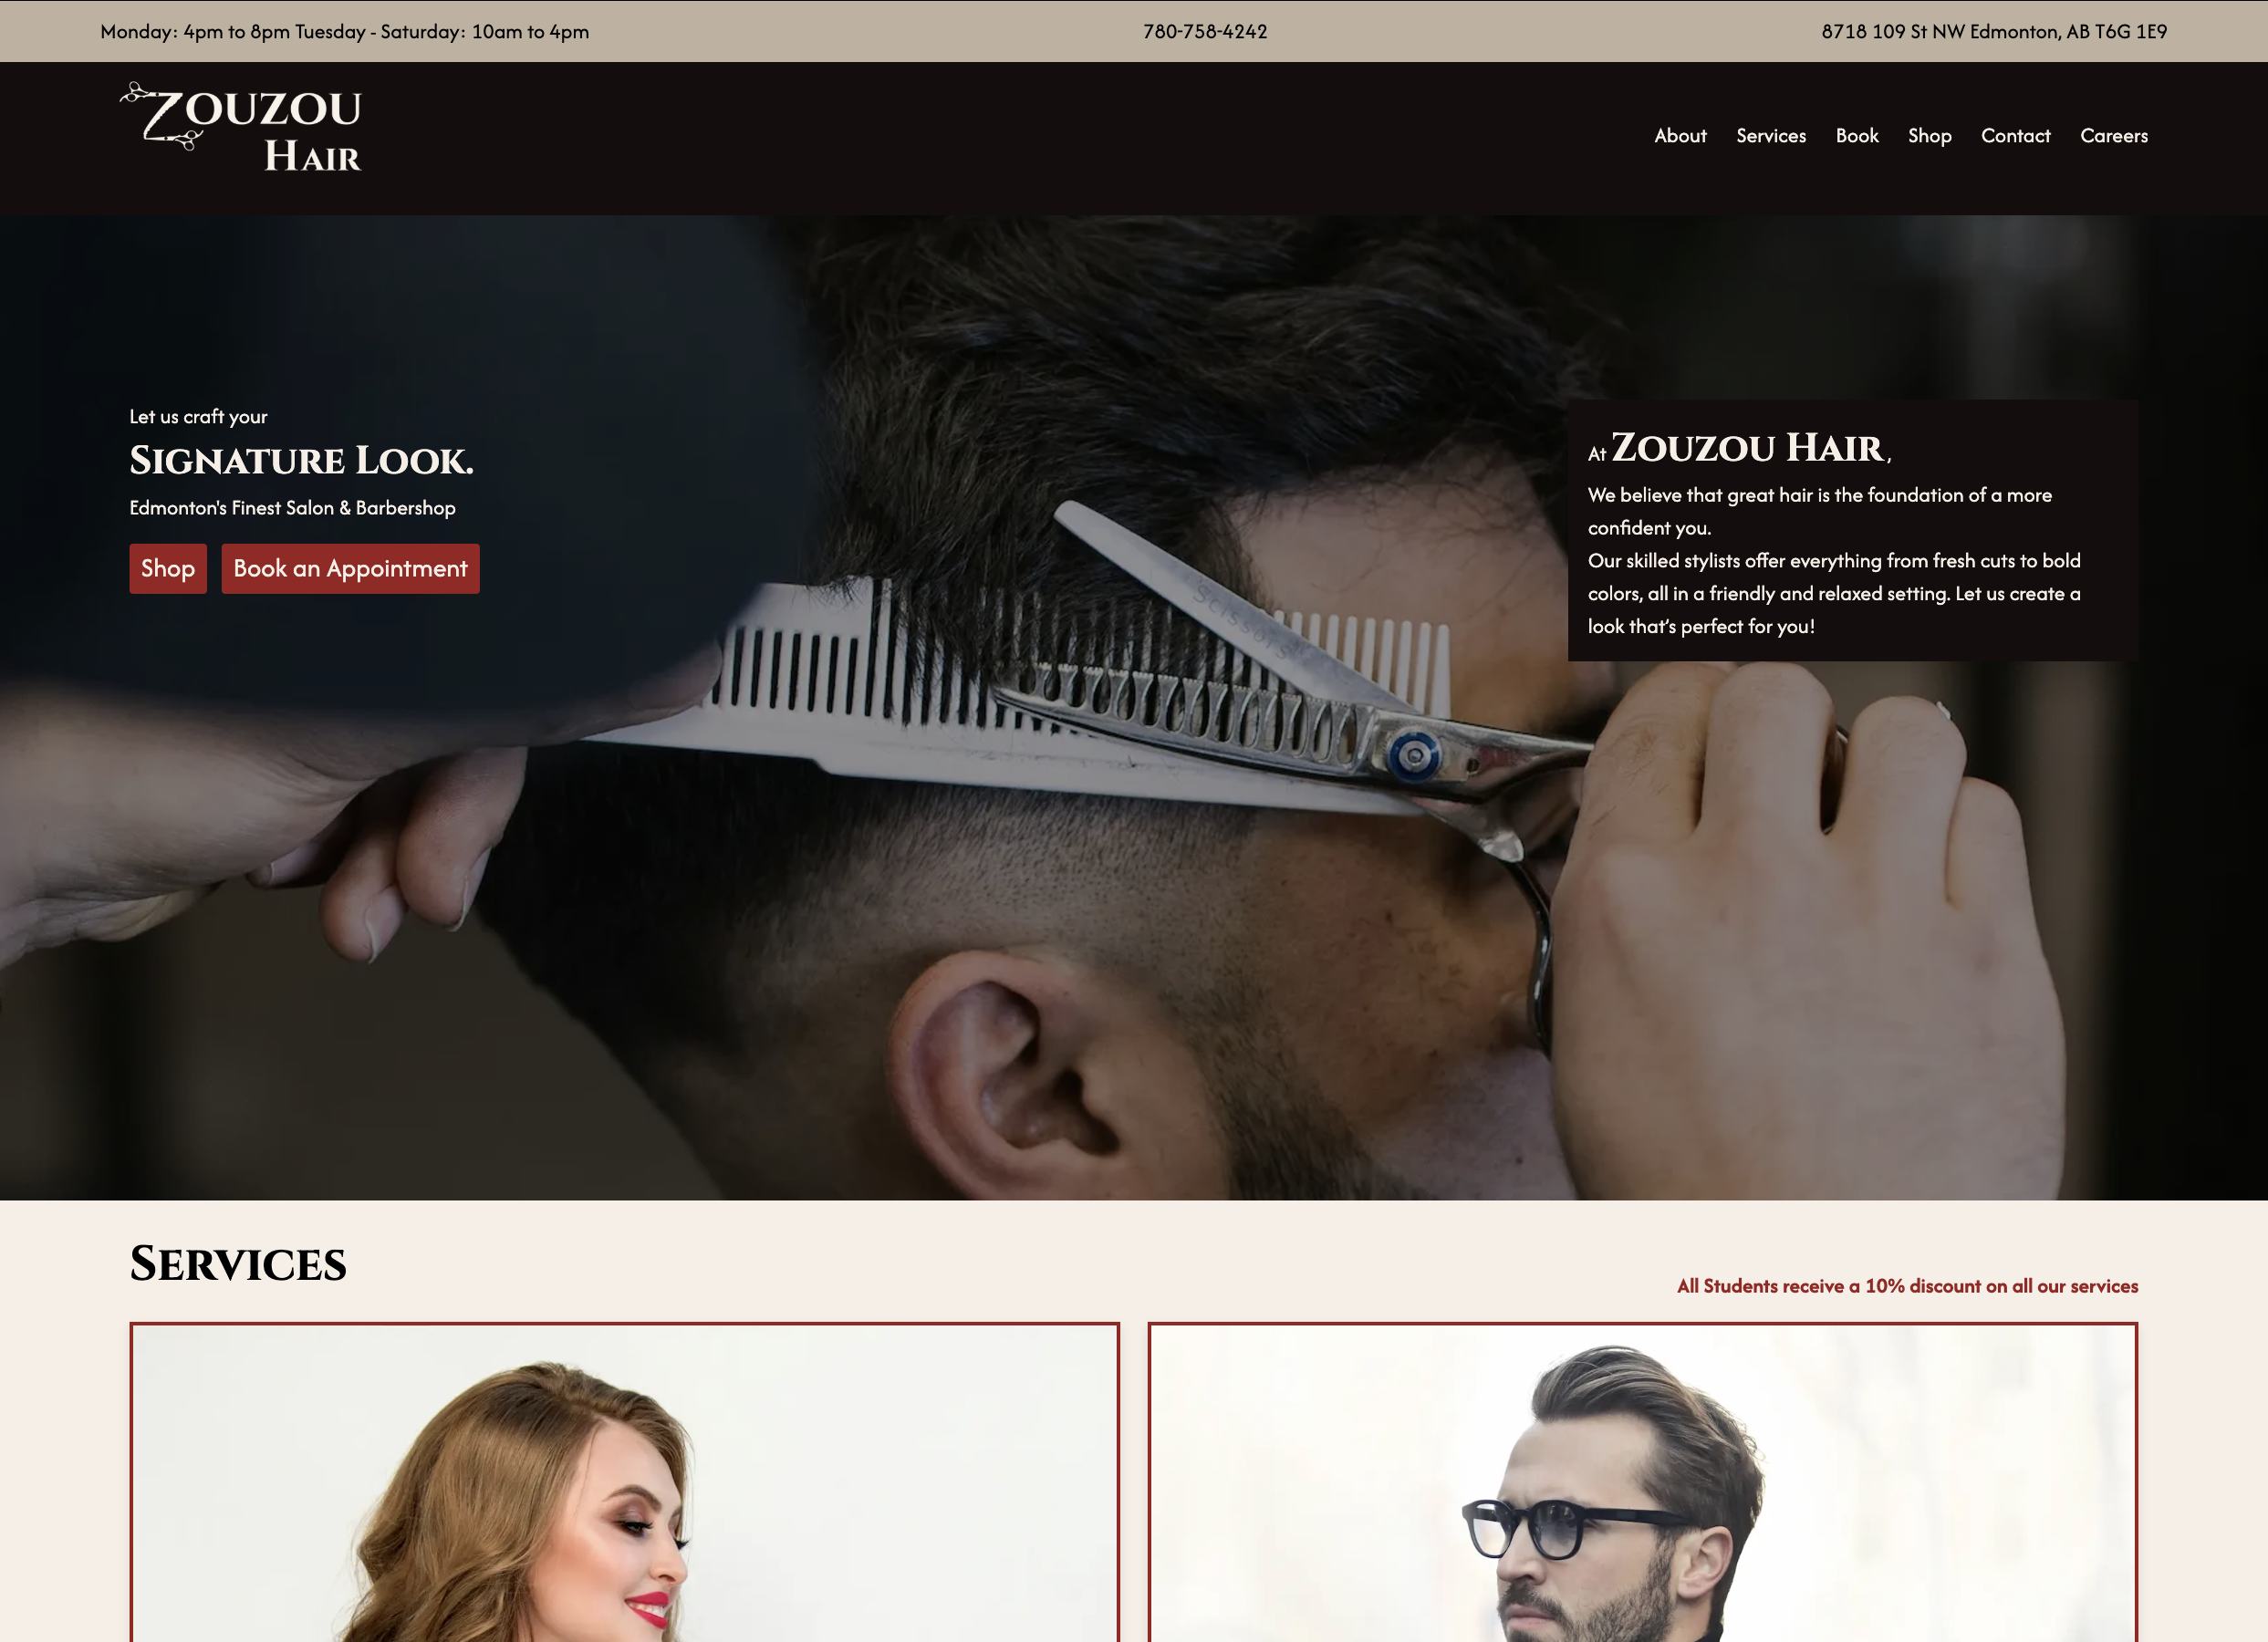 Monday: 4pm to 8pm Tuesday - Saturday: 10am to 4pm
780-758-4242
8718 109 St NW Edmonton, AB T6G 1E9
Zouzou
Hair
About Services Book Shop Contact Careers
Let us craft your
Signature Look.
Edmonton's Finest Salon & Barbershop
Shop Book an Appointment
At Zouzou Hair,
We believe that great hair is the foundation of a more
confident you.
Our skilled stylists offer everything from fresh cuts to bold
colors, all in a friendly and relaxed setting. Let us create a
look that’s perfect for you!
SCISSORS
Services
All Students receive a 10% discount on all our services